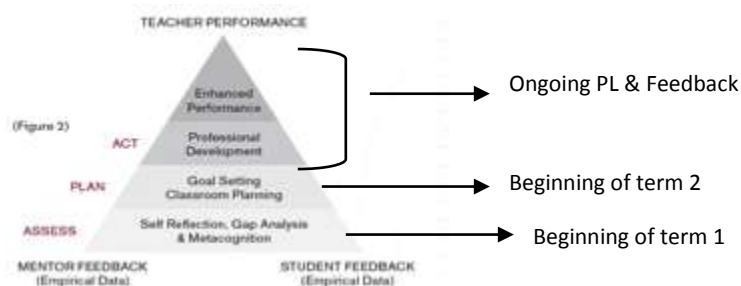 TEACHER PERFORMANCE
Enhanced
Performance
Ongoing PL & Feedback
(Figure 2)
ACT
Professional
Development
PLAN
Goal Setting
Classroom Planning
Beginning of term 2
ASSESS
Self Reflection, Gap Analysis
& Metacognition
Beginning of term 1
MENTOR FEEDBACK
(Empirical Data)
STUDENT FEEDBACK
(Empirical Data)